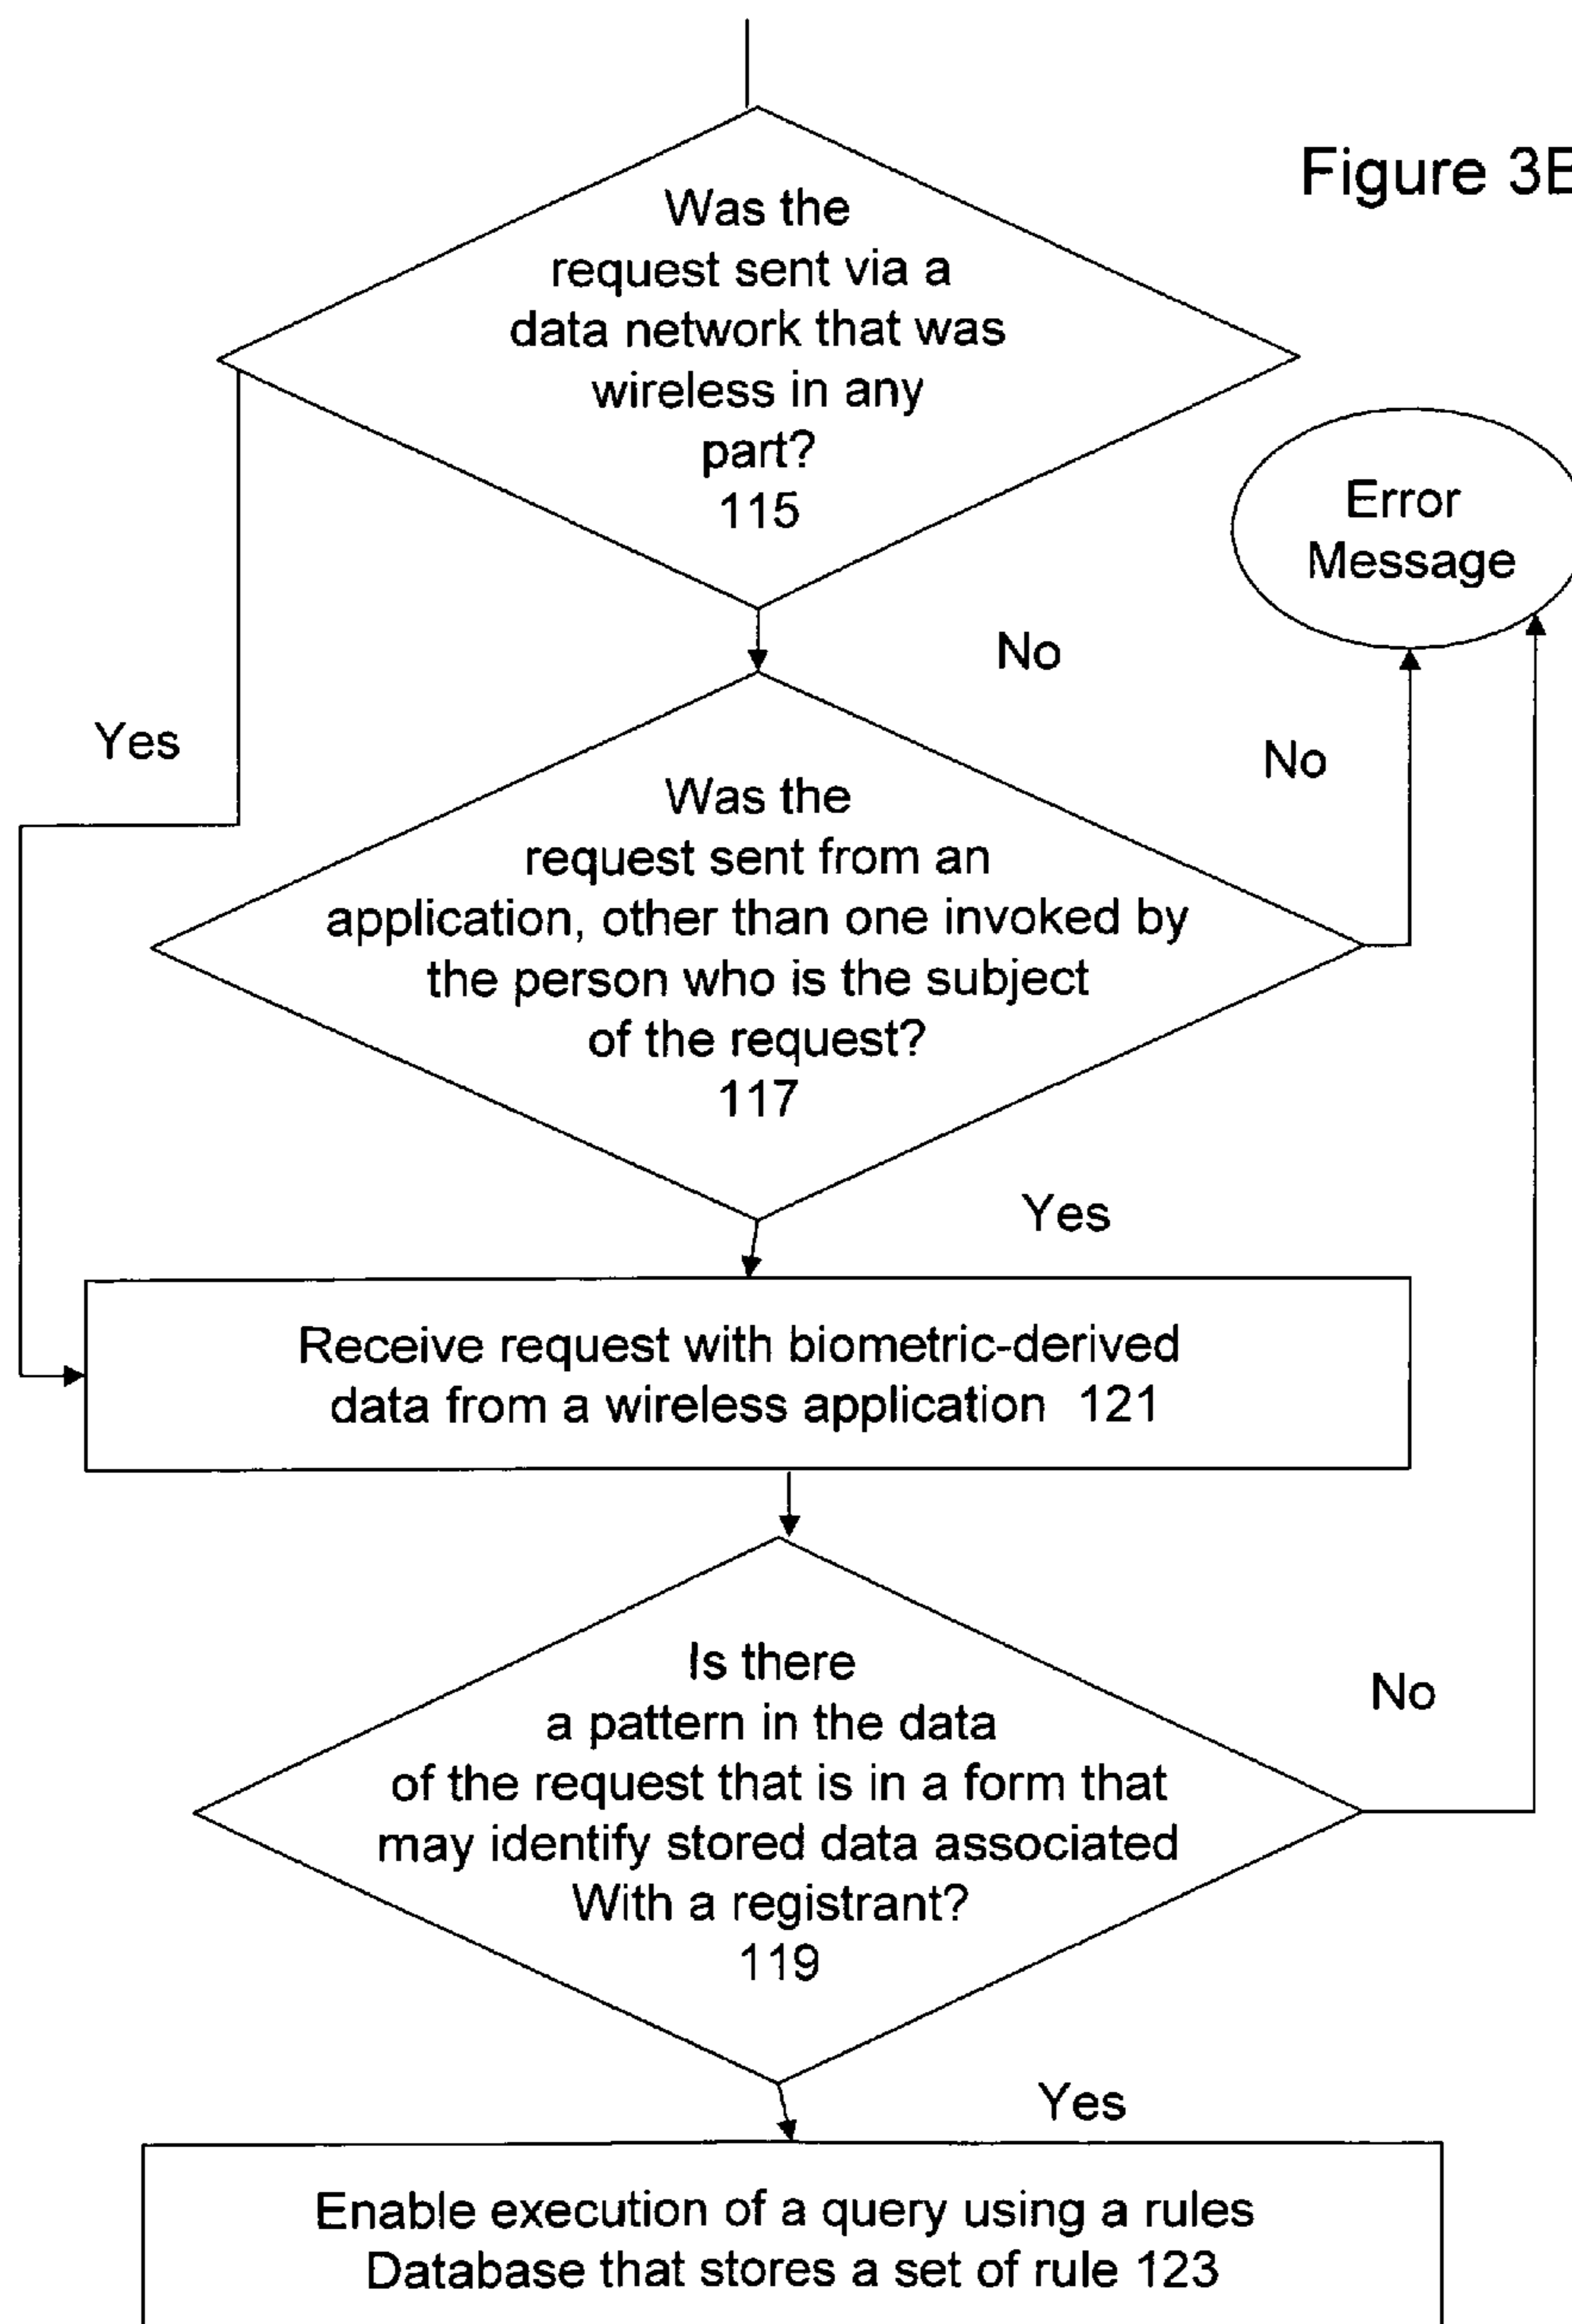 Figure 3B
Was the
request sent via a
data network that was
wireless in any
part?
115
Error
Message
No
Yes
No
Was the
request sent from an
application, other than one invoked by
the person who is the subject
of the request?
117
Yes
Receive request with biometric-derived
data from a wireless application 121
Is there
a pattern in the data
of the request that is in a form that
may identify stored data associated
With a registrant?
119
No
Yes
Enable execution of a query using a rules
Database that stores a set of rule 123